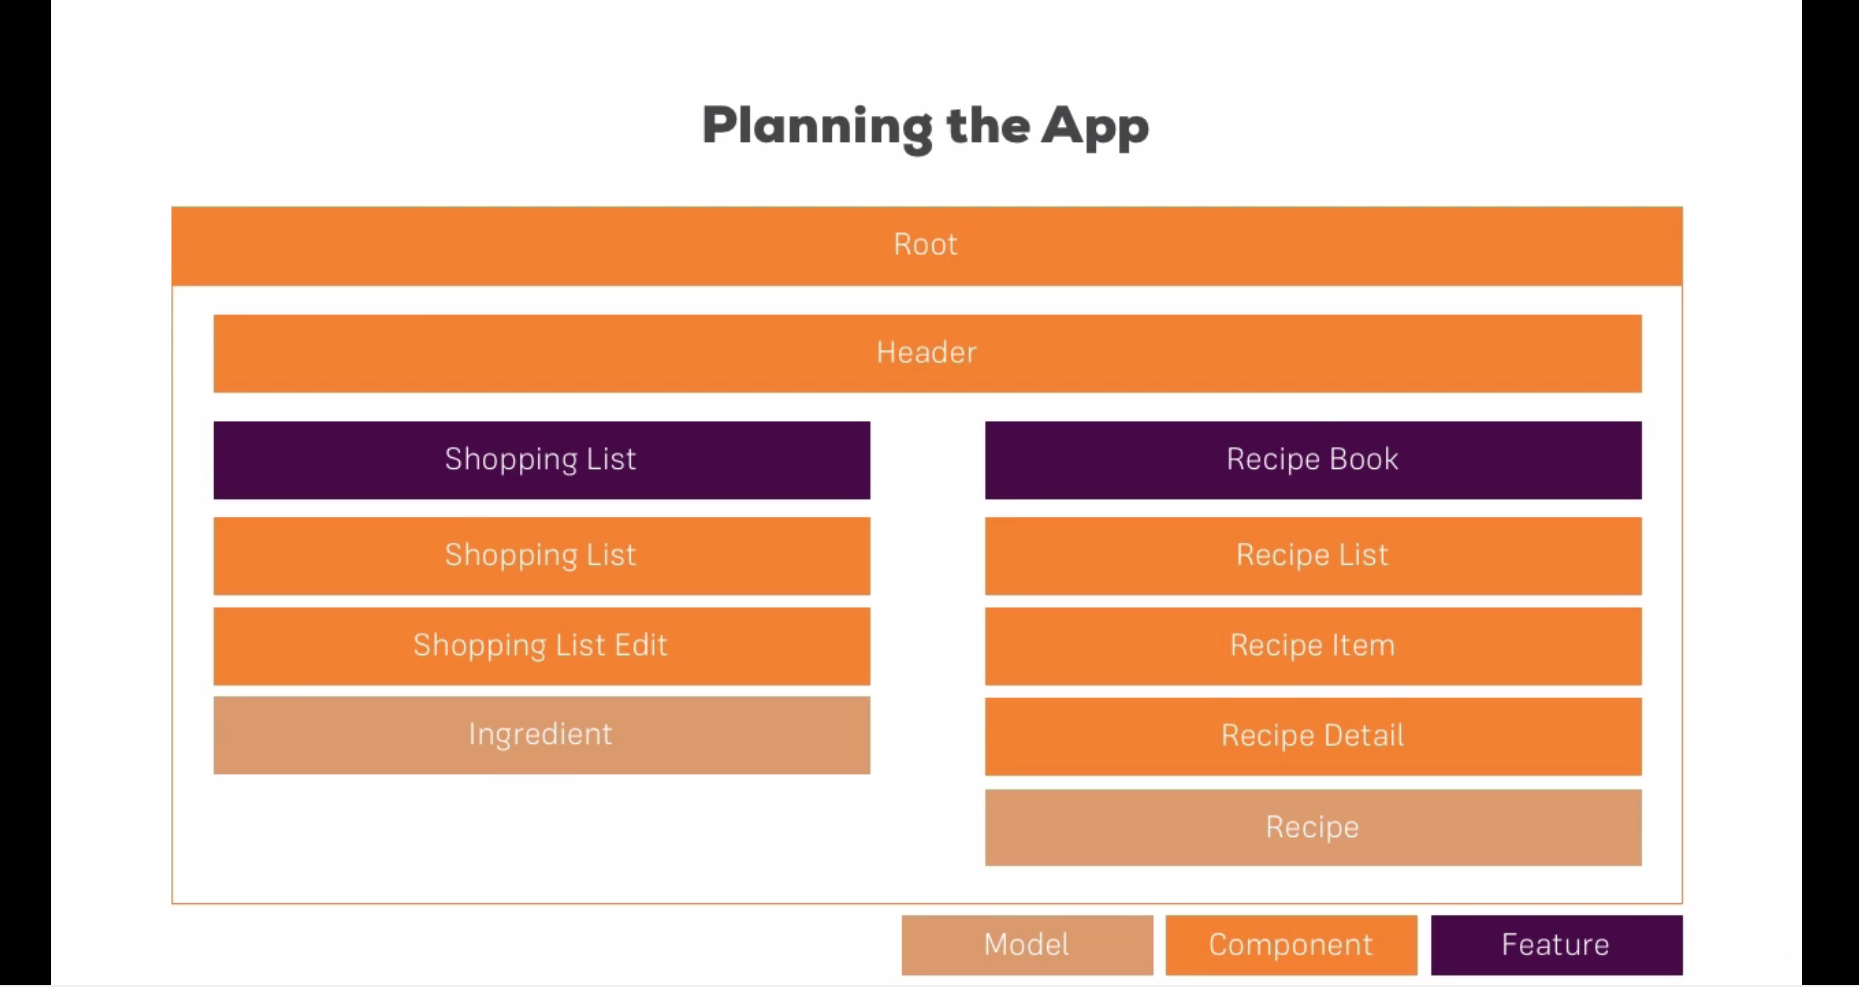 Planning the App
Root
Header
Shopping List
Recipe Book
Shopping List
Recipe List
Shopping List Edit
Recipe Item
Ingredient
Recipe Detail
Recipe
Model
Component
Feature